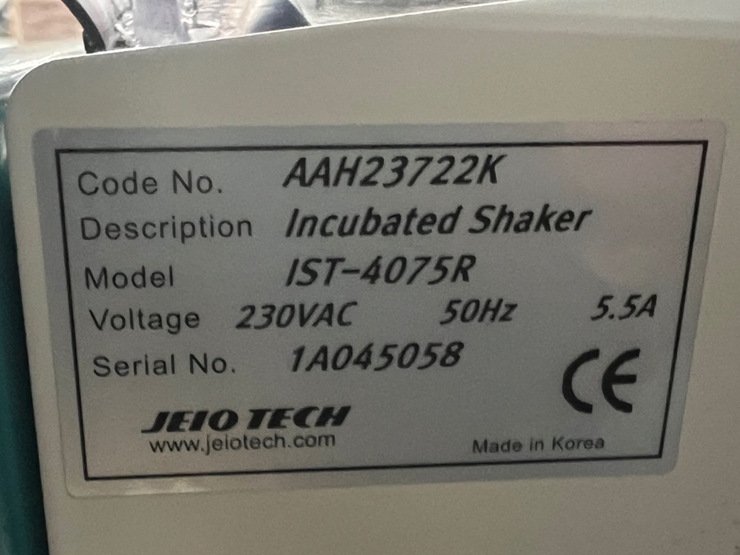 Code No. AAH23722K
Description Incubated Shaker
Model IST-4075R
Voltage 230VAC 50Hz 5.5A
Serial No. 1A045058
CE
JEIO TECH
www.jeiotech.com
Made in Korea